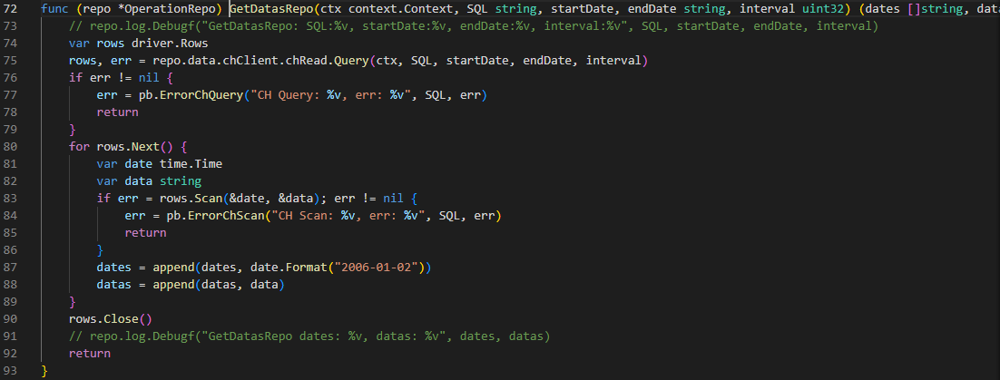 72 func (repo *OperationRepo) GetDatasRepo(ctx context.Context, SQL string, startDate, endDate string, interval uint32) (dates []string, data
73 // repo.log.Debugf("GetDatasRepo: SQL:%v, startDate:%v, endDate:%v, interval:%v", SQL, startDate, endDate, interval)
74 var rows driver.Rows
75 rows, err = repo.data.chClient.chRead.Query(ctx, SQL, startDate, endDate, interval)
76 if err != nil {
77 err = pb.ErrorChQuery("CH Query: %v, err: %v", SQL, err)
78 return
79 }
80 for rows.Next() {
81 var date time.Time
82 var data string
83 if err = rows.Scan(&date, &data); err != nil {
84 err = pb.ErrorChScan("CH Scan: %v, err: %v", SQL, err)
85 return
86 }
87 dates = append(dates, date.Format("2006-01-02"))
88 datas = append(datas, data)
89 }
90 rows.Close()
91 // repo.log.Debugf("GetDatasRepo dates: %v, datas: %v", dates, datas)
92 return
93 }